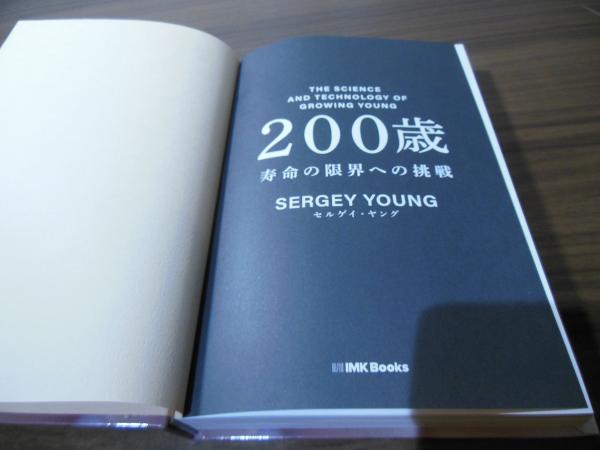 THE SCIENCE
AND TECHNOLOGY OF
GROWING YOUNG
200歳
寿命の限界への挑戦
SERGEY YOUNG
セルゲイ・ヤング
IMK Books